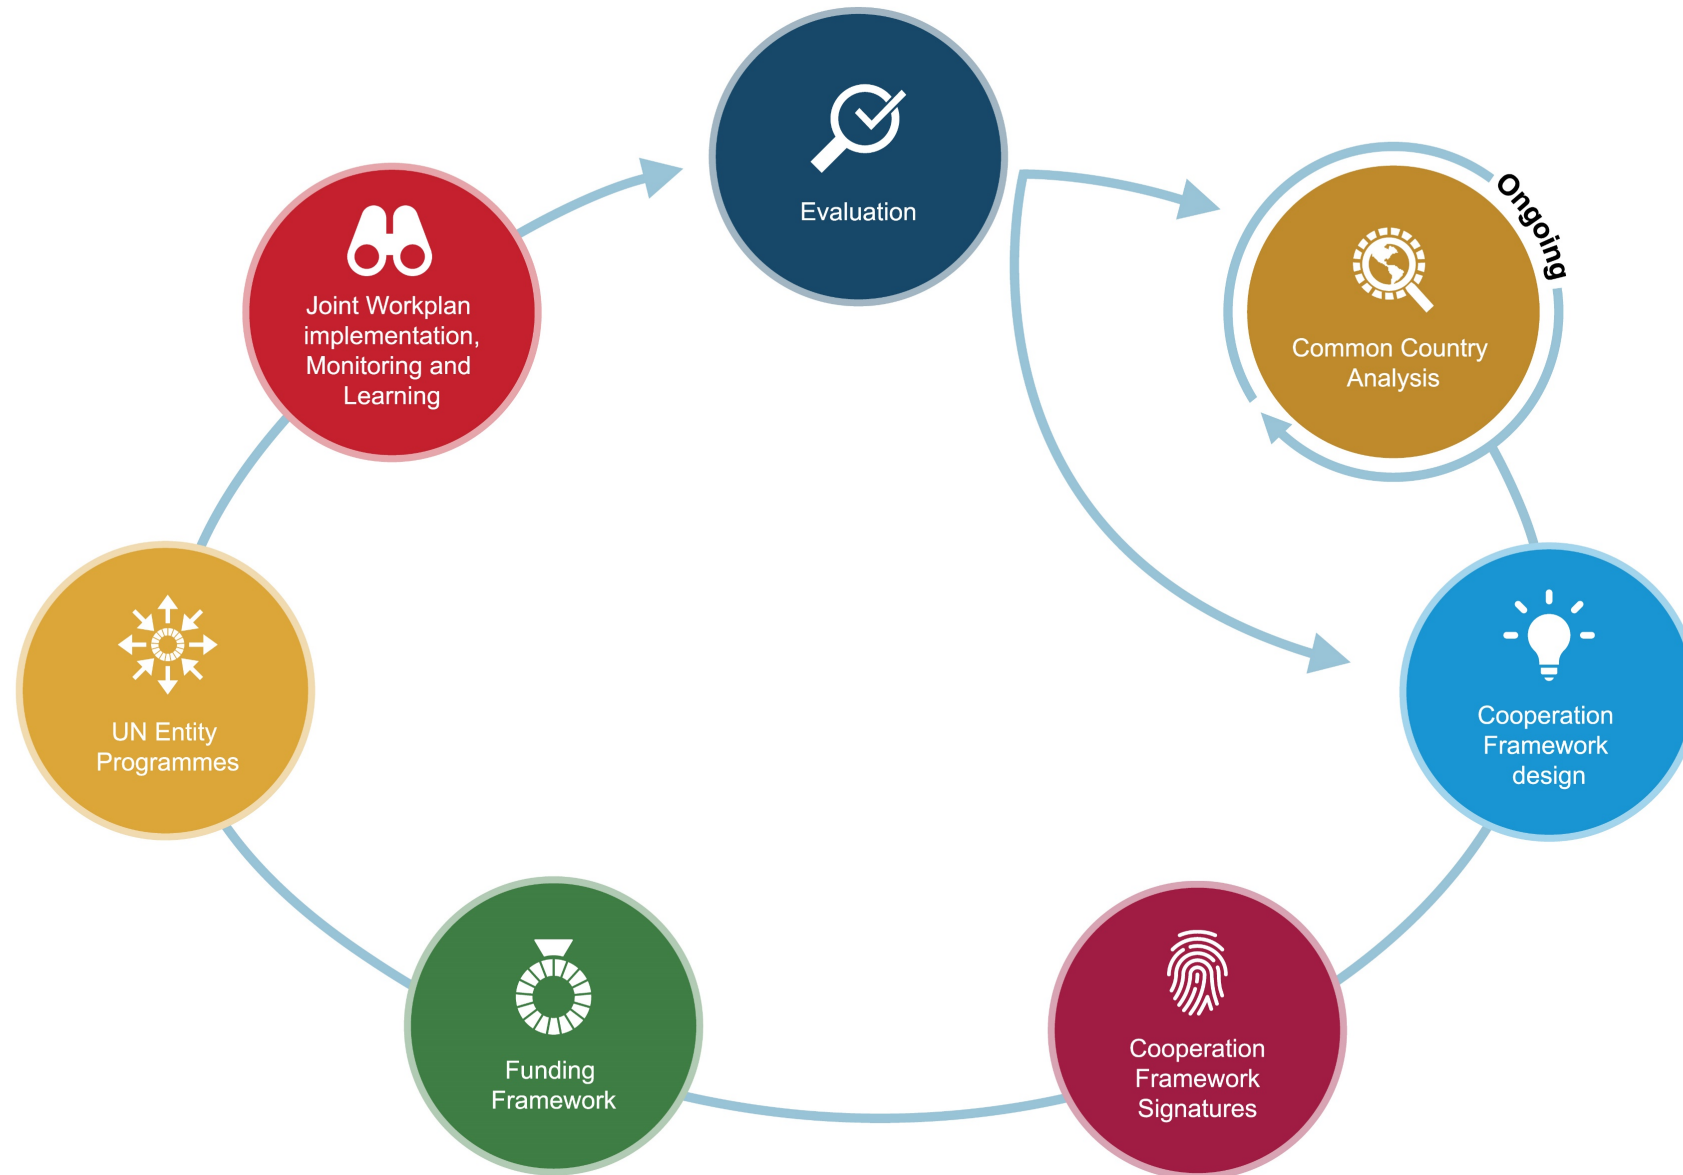 Evaluation
Ongoing
Common Country
Analysis
Cooperation
Framework
design
Cooperation
Framework
Signatures
Funding
Framework
UN Entity
Programmes
Joint Workplan
implementation,
Monitoring and
Learning